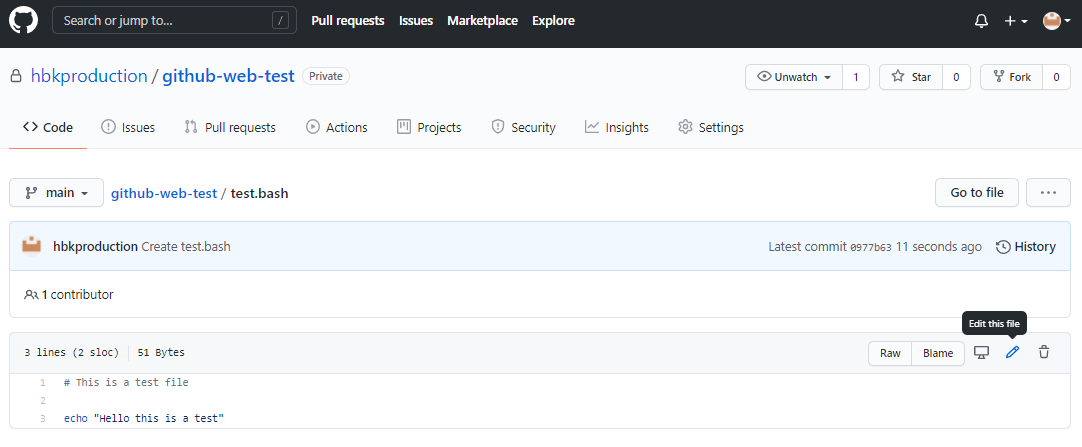 Search or jump to... /
Pull requests Issues Marketplace Explore
hbkproduction / github-web-test Private
Unwatch 1 Star 0 Fork 0
Code Issues Pull requests Actions Projects Security Insights Settings
main github-web-test / test.bash Go to file ...
hbkproduction Create test.bash Latest commit 0977b63 11 seconds ago History
1 contributor
Edit this file
3 lines (2 sloc) 51 Bytes Raw Blame
1 # This is a test file
2
3 echo "Hello this is a test"